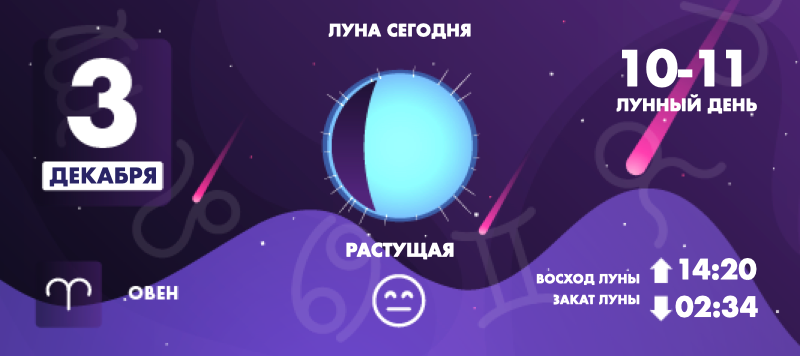 ЛУНА СЕГОДНЯ
3
ДЕКАБРЯ
10-11
ЛУННЫЙ ДЕНЬ
РАСТУЩАЯ
.ОВЕН
ВОСХОД ЛУНЫ 14:20
ЗАКАТ ЛУНЫ 02:34